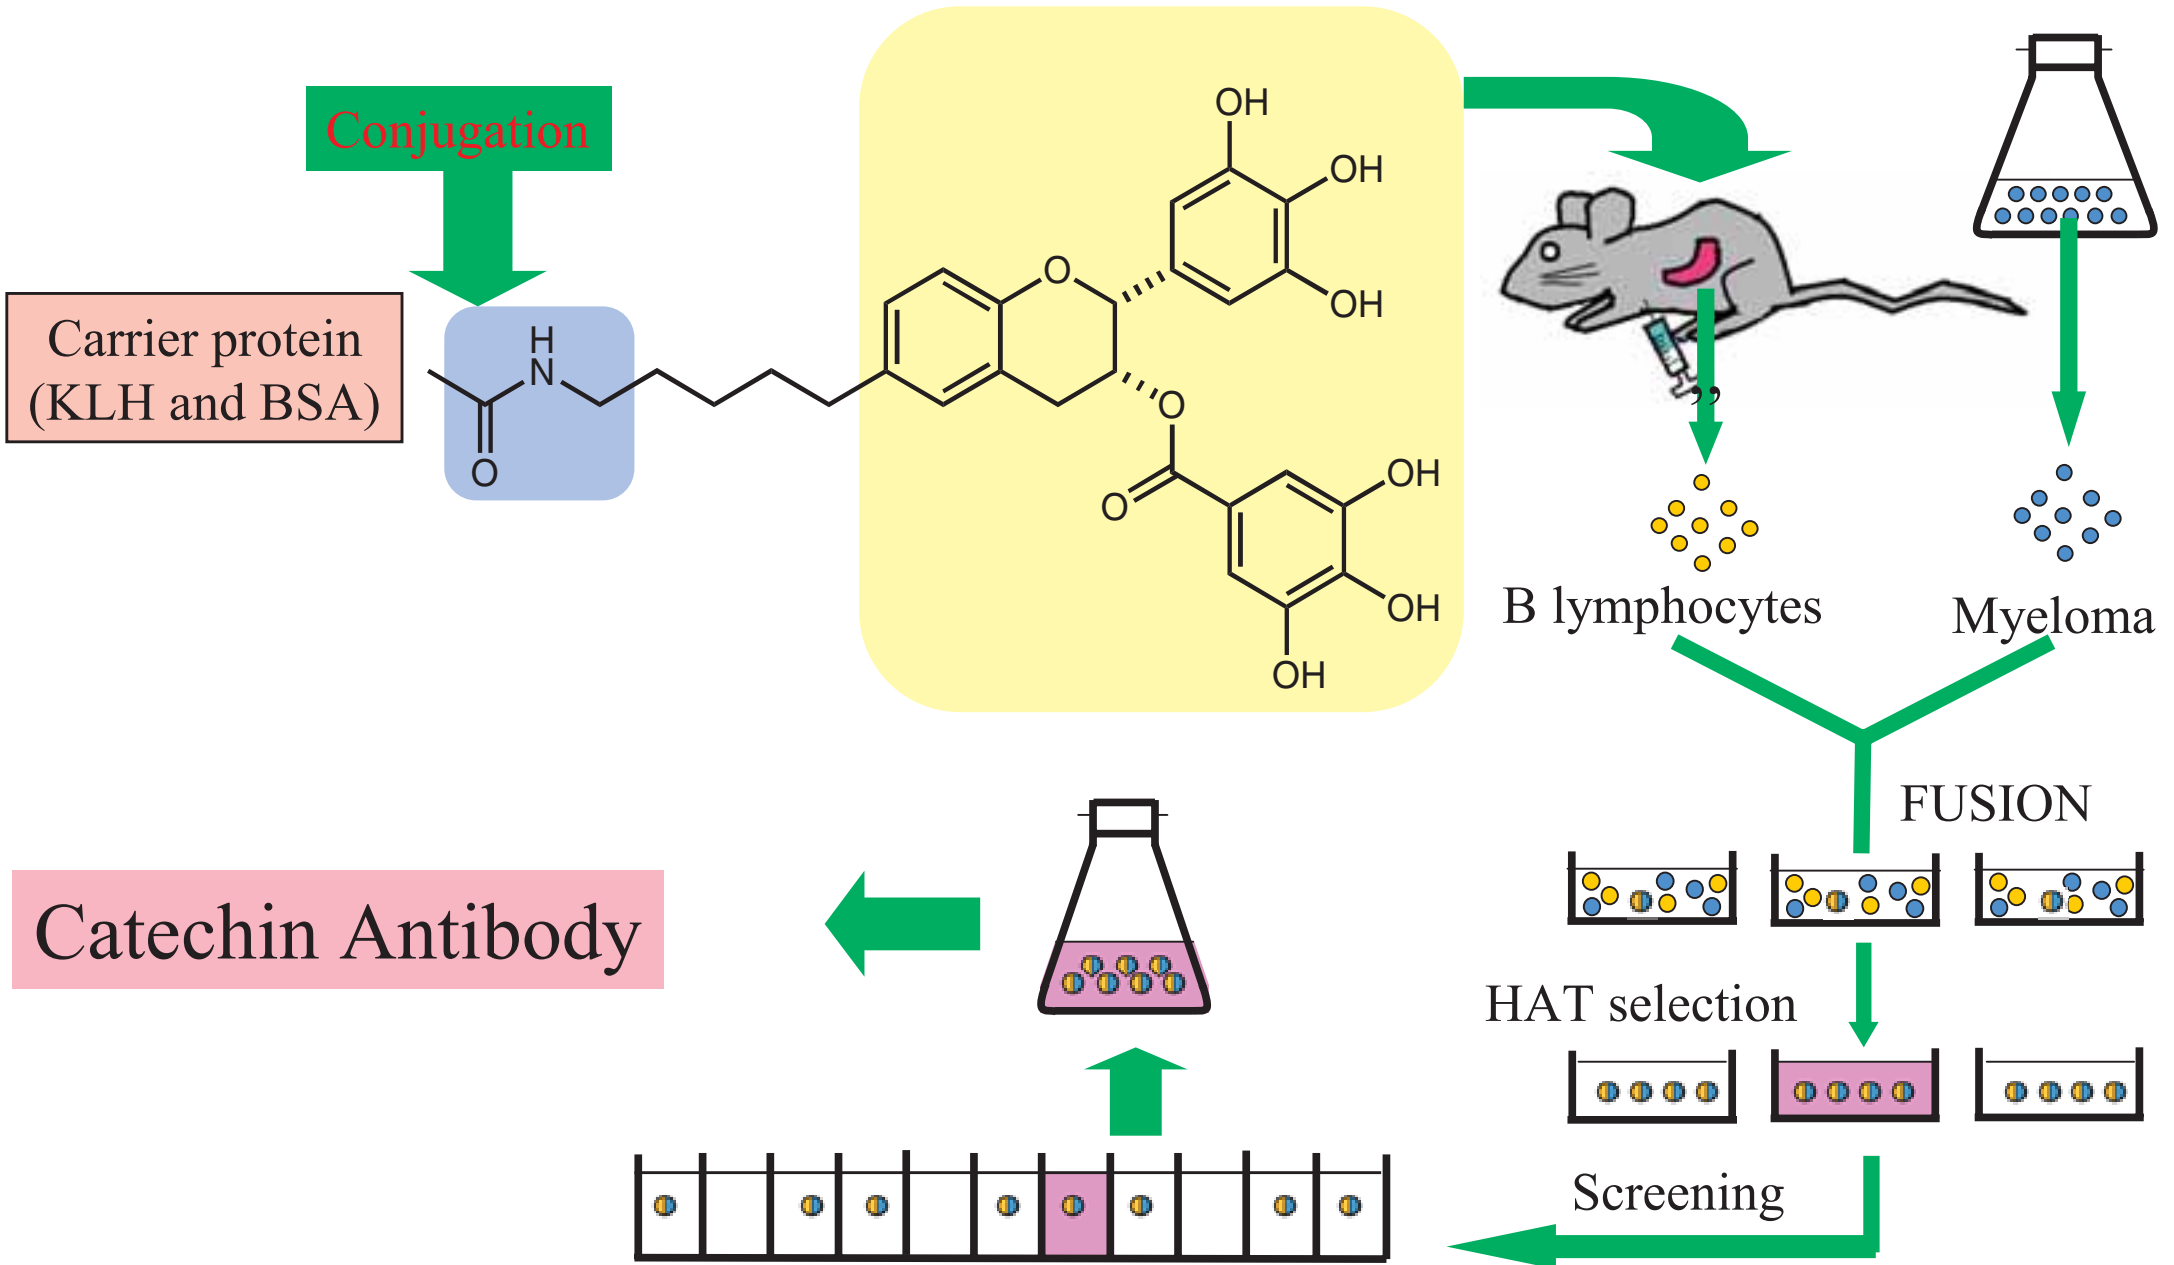 Conjugation
Carrier protein
(KLH and BSA)
H
N
O
O
OH
OH
OH
O
O
OH
OH
OH
,,
B lymphocytes
Myeloma
FUSION
HAT selection
Screening
Catechin Antibody